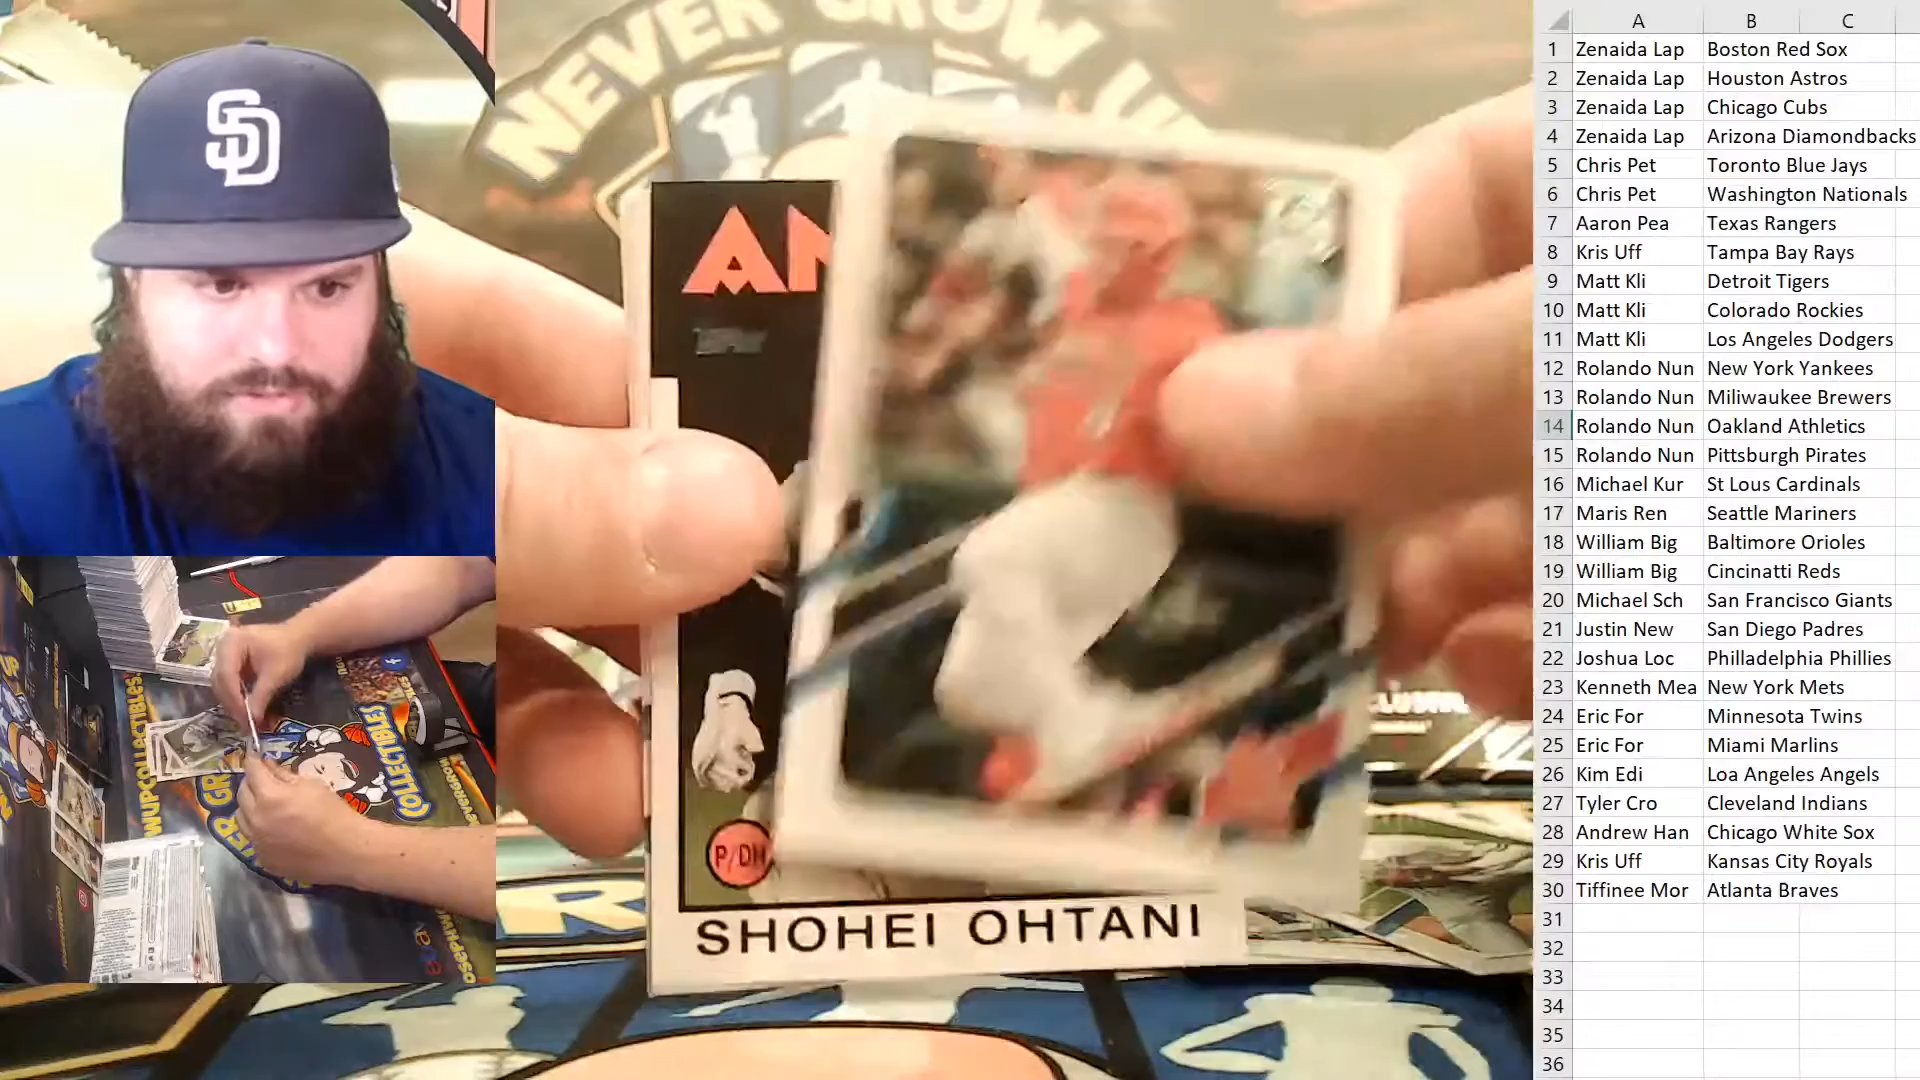 SD
NEVER GROW U
AN
TOPPS
P/DH
SHOHEI OHTANI
WUPCOLLECTIBLES.
COLLECTIBLES
A B C
1 Zenaida Lap Boston Red Sox
2 Zenaida Lap Houston Astros
3 Zenaida Lap Chicago Cubs
4 Zenaida Lap Arizona Diamondbacks
5 Chris Pet Toronto Blue Jays
6 Chris Pet Washington Nationals
7 Aaron Pea Texas Rangers
8 Kris Uff Tampa Bay Rays
9 Matt Kli Detroit Tigers
10 Matt Kli Colorado Rockies
11 Matt Kli Los Angeles Dodgers
12 Rolando Nun New York Yankees
13 Rolando Nun Miliwaukee Brewers
14 Rolando Nun Oakland Athletics
15 Rolando Nun Pittsburgh Pirates
16 Michael Kur St Lous Cardinals
17 Maris Ren Seattle Mariners
18 William Big Baltimore Orioles
19 William Big Cincinatti Reds
20 Michael Sch San Francisco Giants
21 Justin New San Diego Padres
22 Joshua Loc Philladelphia Phillies
23 Kenneth Mea New York Mets
24 Eric For Minnesota Twins
25 Eric For Miami Marlins
26 Kim Edi Loa Angeles Angels
27 Tyler Cro Cleveland Indians
28 Andrew Han Chicago White Sox
29 Kris Uff Kansas City Royals
30 Tiffinee Mor Atlanta Braves
31
32
33
34
35
36